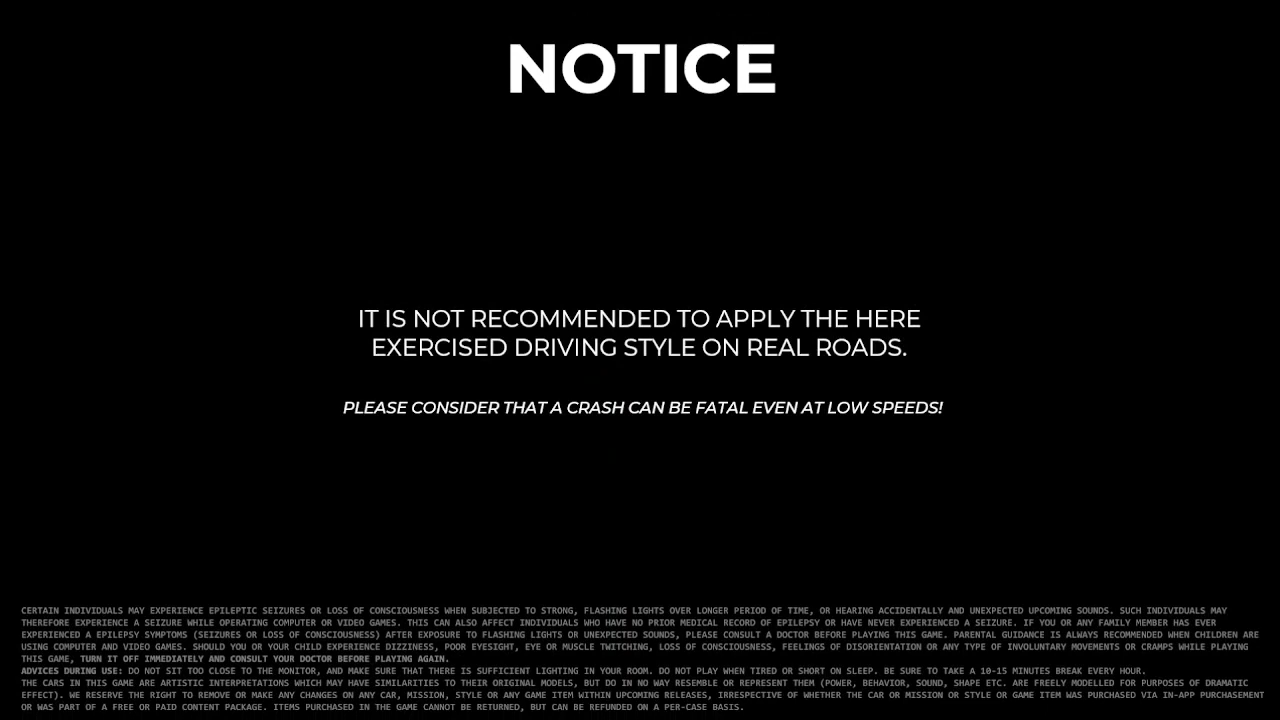 NOTICE
IT IS NOT RECOMMENDED TO APPLY THE HERE
EXERCISED DRIVING STYLE ON REAL ROADS.
PLEASE CONSIDER THAT A CRASH CAN BE FATAL EVEN AT LOW SPEEDS!
CERTAIN INDIVIDUALS MAY EXPERIENCE EPILEPTIC SEIZURES OR LOSS OF CONSCIOUSNESS WHEN SUBJECTED TO STRONG, FLASHING LIGHTS OVER LONGER PERIOD OF TIME, OR HEARING ACCIDENTALLY AND UNEXPECTED UPCOMING SOUNDS. SUCH INDIVIDUALS MAY
THEREFORE EXPERIENCE A SEIZURE WHILE OPERATING COMPUTER OR VIDEO GAMES. THIS CAN ALSO AFFECT INDIVIDUALS WHO HAVE NO PRIOR MEDICAL RECORD OF EPILEPSY OR HAVE NEVER EXPERIENCED A SEIZURE. IF YOU OR ANY FAMILY MEMBER HAS EVER
EXPERIENCED A EPILEPSY SYMPTOMS (SEIZURES OR LOSS OF CONSCIOUSNESS) AFTER EXPOSURE TO FLASHING LIGHTS OR UNEXPECTED SOUNDS, PLEASE CONSULT A DOCTOR BEFORE PLAYING THIS GAME. PARENTAL GUIDANCE IS ALWAYS RECOMMENDED WHEN CHILDREN ARE
USING COMPUTER AND VIDEO GAMES. SHOULD YOU OR YOUR CHILD EXPERIENCE DIZZINESS, POOR EYESIGHT, EYE OR MUSCLE TWITCHING, LOSS OF CONSCIOUSNESS, FEELINGS OF DISORIENTATION OR ANY TYPE OF INVOLUNTARY MOVEMENTS OR CRAMPS WHILE PLAYING
THIS GAME, TURN IT OFF IMMEDIATELY AND CONSULT YOUR DOCTOR BEFORE PLAYING AGAIN.
ADVICES DURING USE: DO NOT SIT TOO CLOSE TO THE MONITOR, AND MAKE SURE THAT THERE IS SUFFICIENT LIGHTING IN YOUR ROOM. DO NOT PLAY WHEN TIRED OR SHORT ON SLEEP. BE SURE TO TAKE A 10-15 MINUTES BREAK EVERY HOUR.
THE CARS IN THIS GAME ARE ARTISTIC INTERPRETATIONS WHICH MAY HAVE SIMILARITIES TO THEIR ORIGINAL MODELS, BUT DO IN NO WAY RESEMBLE OR REPRESENT THEM (POWER, BEHAVIOR, SOUND, SHAPE ETC. ARE FREELY MODELLED FOR PURPOSES OF DRAMATIC
EFFECT). WE RESERVE THE RIGHT TO REMOVE OR MAKE ANY CHANGES ON ANY CAR, MISSION, STYLE OR ANY GAME ITEM WITHIN UPCOMING RELEASES, IRRESPECTIVE OF WHETHER THE CAR OR MISSION OR STYLE OR GAME ITEM WAS PURCHASED VIA IN-APP PURCHASEMENT
OR WAS PART OF A FREE OR PAID CONTENT PACKAGE. ITEMS PURCHASED IN THE GAME CANNOT BE RETURNED, BUT CAN BE REFUNDED ON A PER-CASE BASIS.